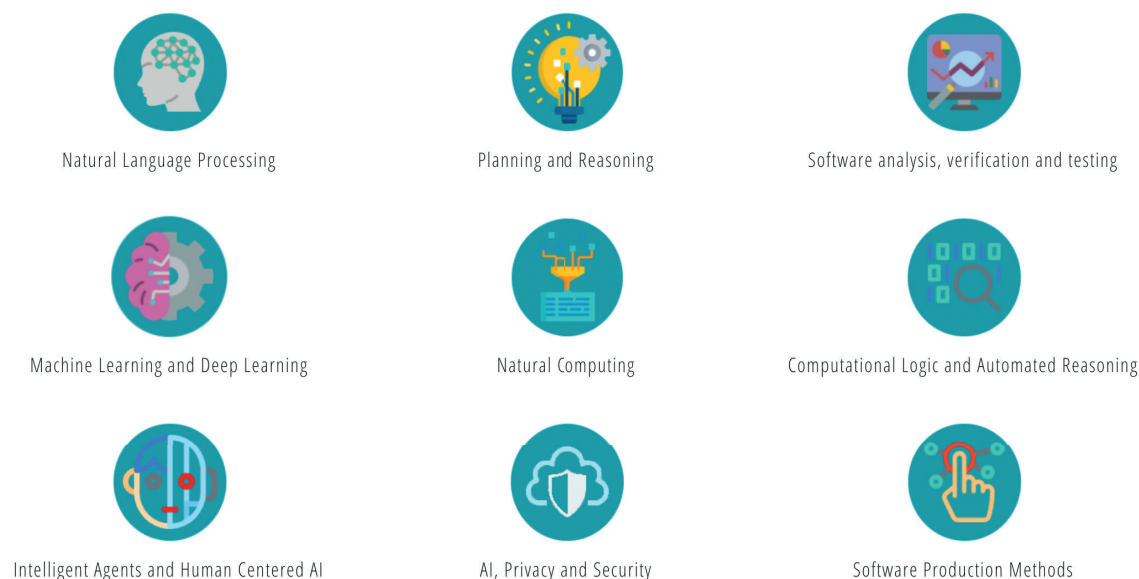 Natural Language Processing
Planning and Reasoning
Software analysis, verification and testing
Machine Learning and Deep Learning
Natural Computing
Computational Logic and Automated Reasoning
Intelligent Agents and Human Centered AI
AI, Privacy and Security
Software Production Methods